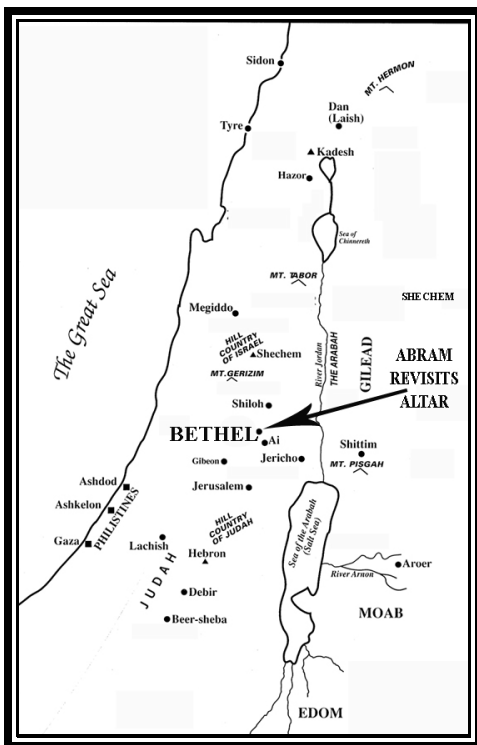 Sidon
MT. HERMON
Dan
(Laish)
Tyre
Kadesh
Hazor
Sea of
Chinnereth
The Great Sea
MT. TABOR
SHECHEM
Megiddo
HILL
COUNTRY
OF ISRAEL
Shechem
MT.GERIZIM
River Jordan
THE ARABAH
GILEAD
ABRAM
REVISITS
ALTAR
Shiloh
BETHEL
Ai
Gibeon
Jericho
Shittim
MT. PISGAH
Jerusalem
Ashdod
Ashkelon
Gaza
PHILISTINES
HILL
COUNTRY
OF JUDAH
Sea of the Arabah
(Salt Sea)
Lachish
Hebron
JUDAH
Debir
Beer-sheba
Aroer
River Arnon
MOAB
EDOM